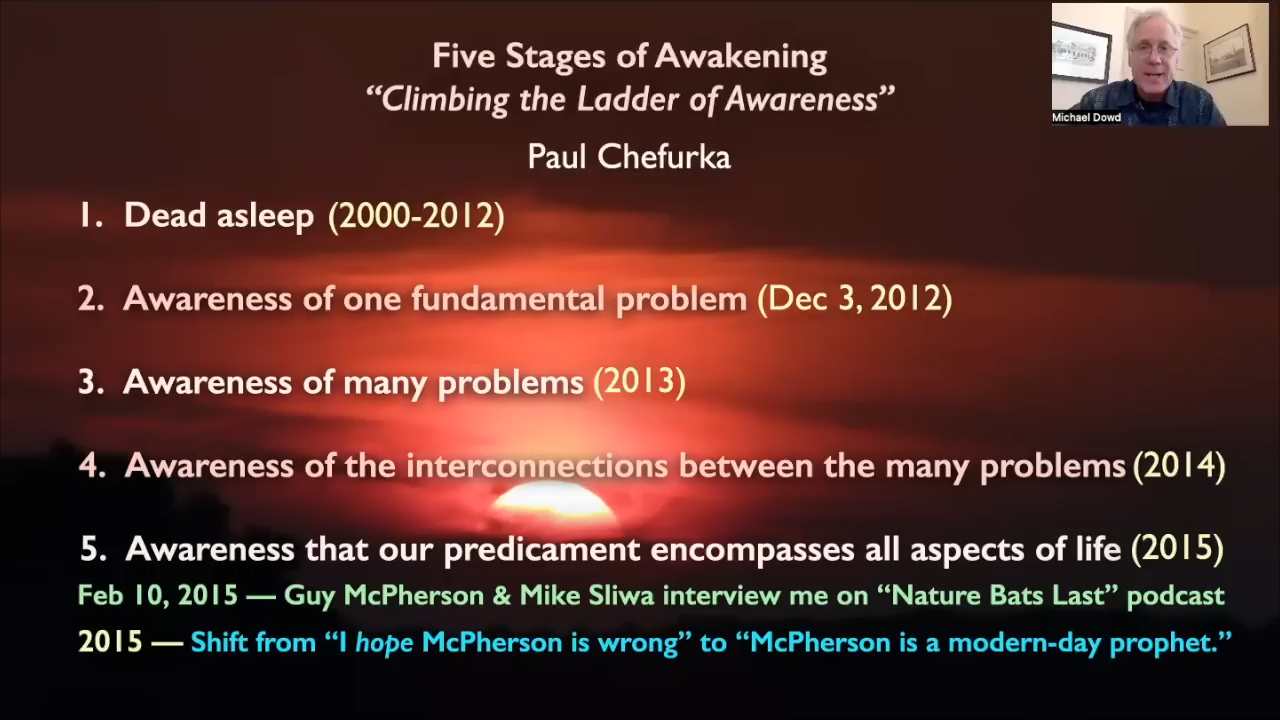 Five Stages of Awakening
“Climbing the Ladder of Awareness”
Michael Dowd
Paul Chefurka
1. Dead asleep (2000-2012)
2. Awareness of one fundamental problem (Dec 3, 2012)
3. Awareness of many problems (2013)
4. Awareness of the interconnections between the many problems (2014)
5. Awareness that our predicament encompasses all aspects of life (2015)
Feb 10, 2015 — Guy McPherson & Mike Sliwa interview me on “Nature Bats Last” podcast
2015 — Shift from “I hope McPherson is wrong” to “McPherson is a modern-day prophet.”